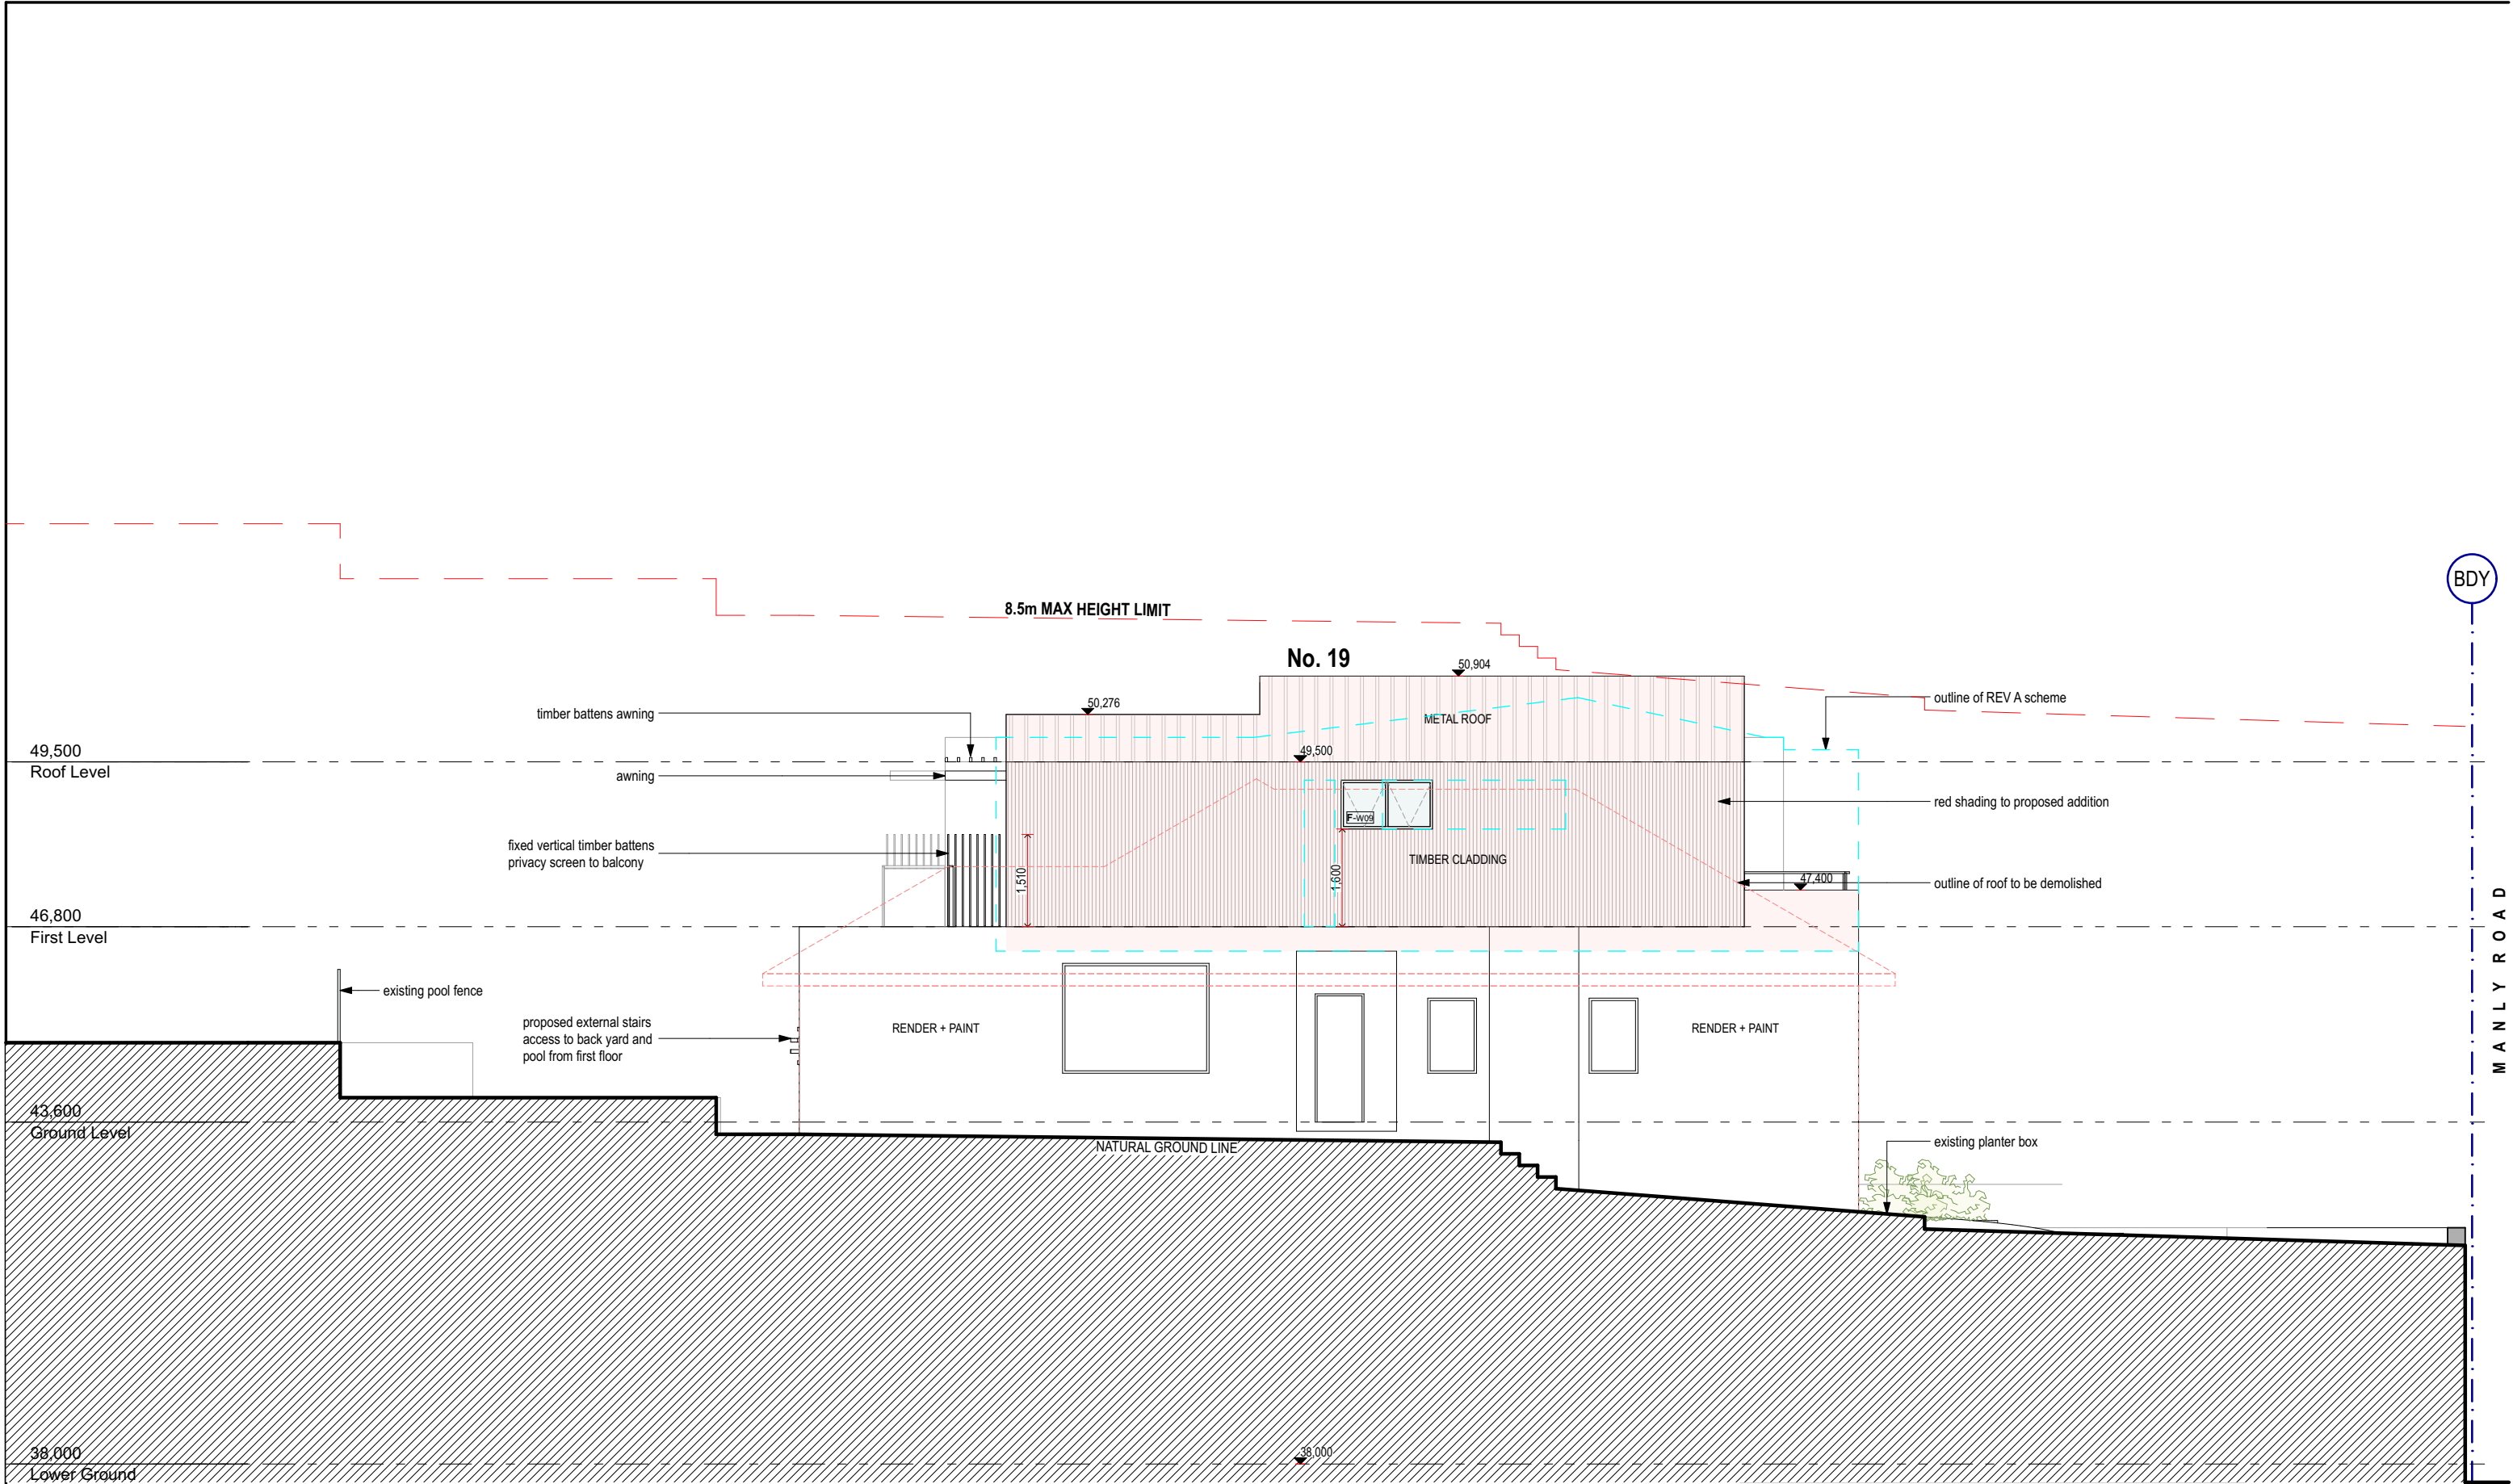 BDY
8.5m MAX HEIGHT LIMIT
No. 19
50,904
50,276
timber battens awning
outline of REV A scheme
METAL ROOF
49,500
Roof Level
49,500
awning
red shading to proposed addition
F-W09
fixed vertical timber battens
privacy screen to balcony
TIMBER CLADDING
1,510
1,600
47,400
outline of roof to be demolished
46,800
First Level
MANLY ROAD
existing pool fence
proposed external stairs
access to back yard and
pool from first floor
RENDER + PAINT
RENDER + PAINT
43,600
Ground Level
NATURAL GROUND LINE
existing planter box
38,000
Lower Ground
38,000